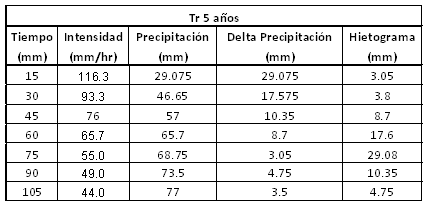 Tr 5 años
Tiempo Intensidad Precipitación Delta Precipitación Hietograma
(mm) (mm/hr) (mm) (mm) (mm)
15 116.3 29.075 29.075 3.05
30 93.3 46.65 17.575 3.8
45 76 57 10.35 8.7
60 65.7 65.7 8.7 17.6
75 55.0 68.75 3.05 29.08
90 49.0 73.5 4.75 10.35
105 44.0 77 3.5 4.75